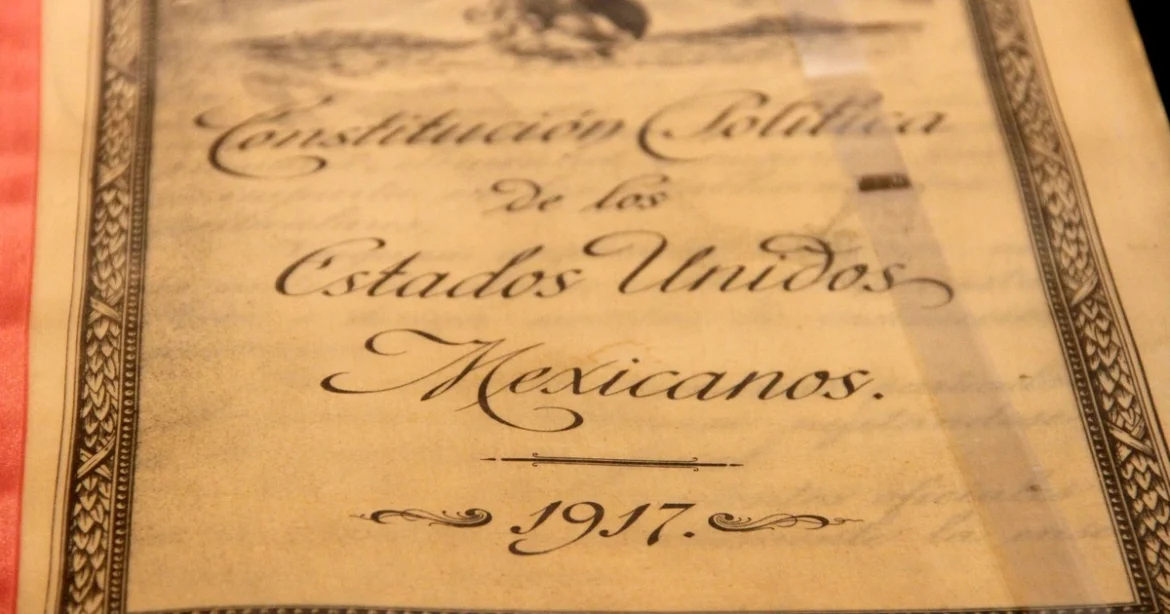 Constitución Política
de los
Estados Unidos
Mexicanos.
1917.